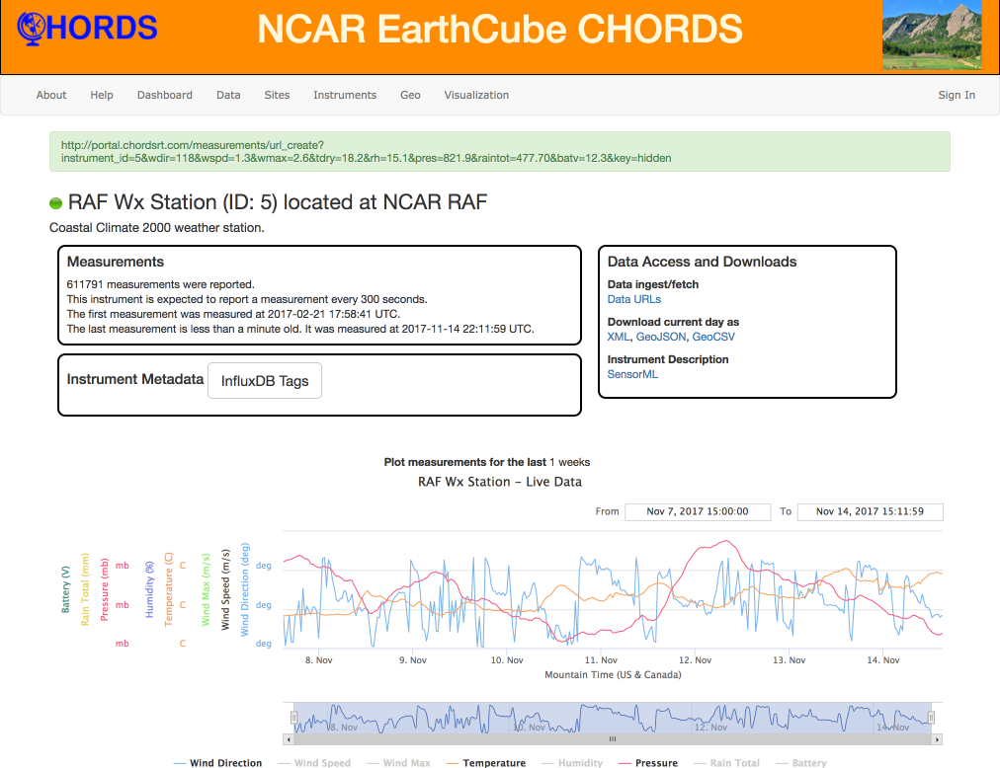 CHORDS
NCAR EarthCube CHORDS
About Help Dashboard Data Sites Instruments Geo Visualization Sign In
http://portal.chordsrt.com/measurements/url_create?
instrument_id=5&wdir=118&wspd=1.3&wmax=2.6&tdry=18.2&rh=15.1&pres=821.9&raintot=477.70&batv=12.3&key=hidden
RAF Wx Station (ID: 5) located at NCAR RAF
Coastal Climate 2000 weather station.
Measurements
611791 measurements were reported.
This instrument is expected to report a measurement every 300 seconds.
The first measurement was measured at 2017-02-21 17:58:41 UTC.
The last measurement is less than a minute old. It was measured at 2017-11-14 22:11:59 UTC.
Instrument Metadata InfluxDB Tags
Data Access and Downloads
Data ingest/fetch
Data URLs
Download current day as
XML, GeoJSON, GeoCSV
Instrument Description
SensorML
Plot measurements for the last 1 weeks
RAF Wx Station - Live Data
From Nov 7, 2017 15:00:00 To Nov 14, 2017 15:11:59
Battery (V)
Rain Total (mm)
Pressure (mb)
mb
mb
mb
Humidity (%)
Temperature (C)
C
C
C
Wind Max (m/s)
Wind Speed (m/s)
Wind Direction (deg)
deg
deg
deg
8. Nov 9. Nov 10. Nov 11. Nov 12. Nov 13. Nov 14. Nov
Mountain Time (US & Canada)
8. Nov 10. Nov 12. Nov 14. Nov
Wind Direction Wind Speed Wind Max Temperature Humidity Pressure Rain Total Battery